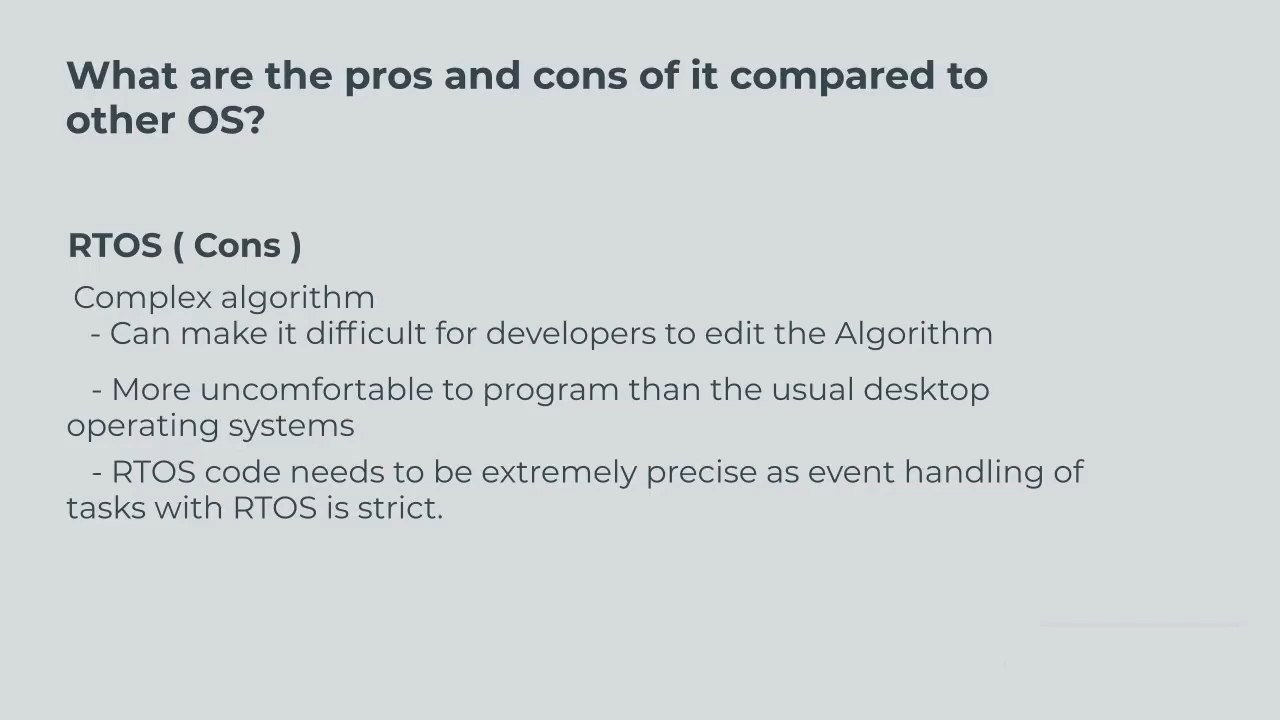 What are the pros and cons of it compared to
other OS?
RTOS ( Cons )
Complex algorithm
- Can make it difficult for developers to edit the Algorithm
- More uncomfortable to program than the usual desktop
operating systems
- RTOS code needs to be extremely precise as event handling of
tasks with RTOS is strict.